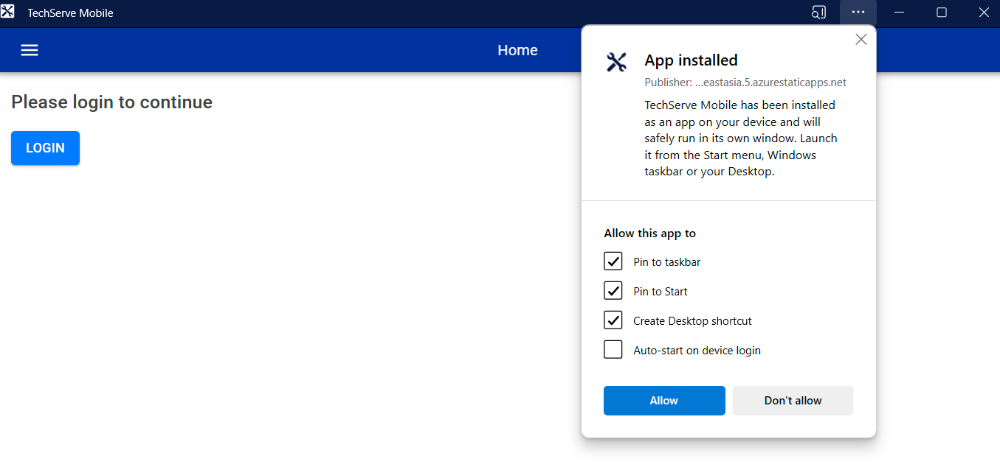 TechServe Mobile
Home
Please login to continue
LOGIN
App installed
Publisher: ...eastasia.5.azurestaticapps.net
TechServe Mobile has been installed
as an app on your device and will
safely run in its own window. Launch
it from the Start menu, Windows
taskbar or your Desktop.
Allow this app to
Pin to taskbar
Pin to Start
Create Desktop shortcut
Auto-start on device login
Allow
Don't allow